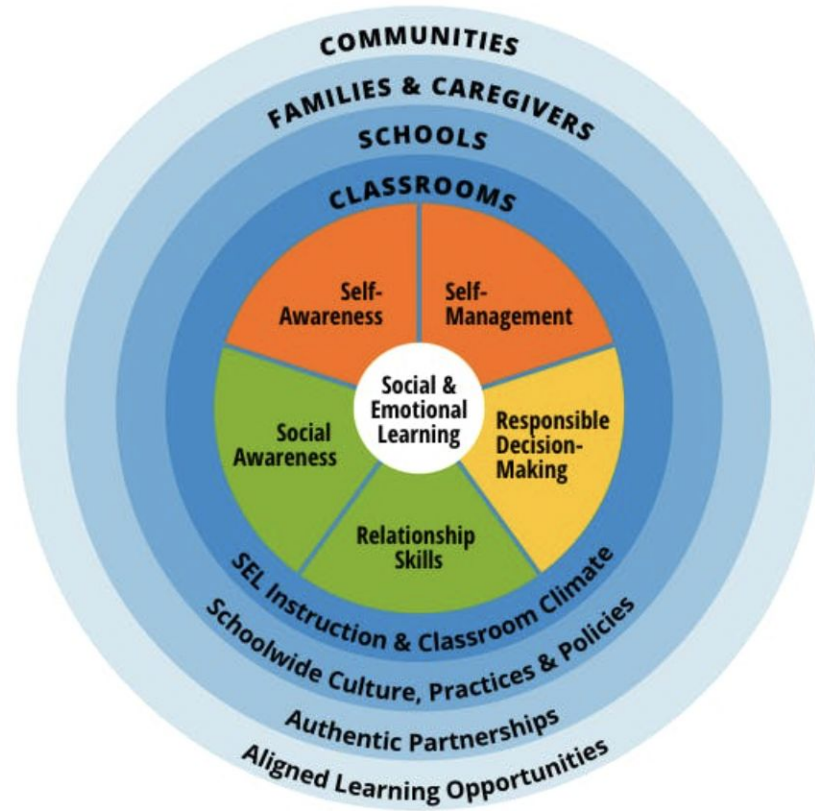 COMMUNITIES
FAMILIES & CAREGIVERS
SCHOOLS
CLASSROOMS
Self-
Awareness
Self-
Management
Social &
Emotional
Learning
Social
Awareness
Responsible
Decision-
Making
Relationship
Skills
SEL Instruction & Classroom Climate
Schoolwide Culture, Practices & Policies
Authentic Partnerships
Aligned Learning Opportunities